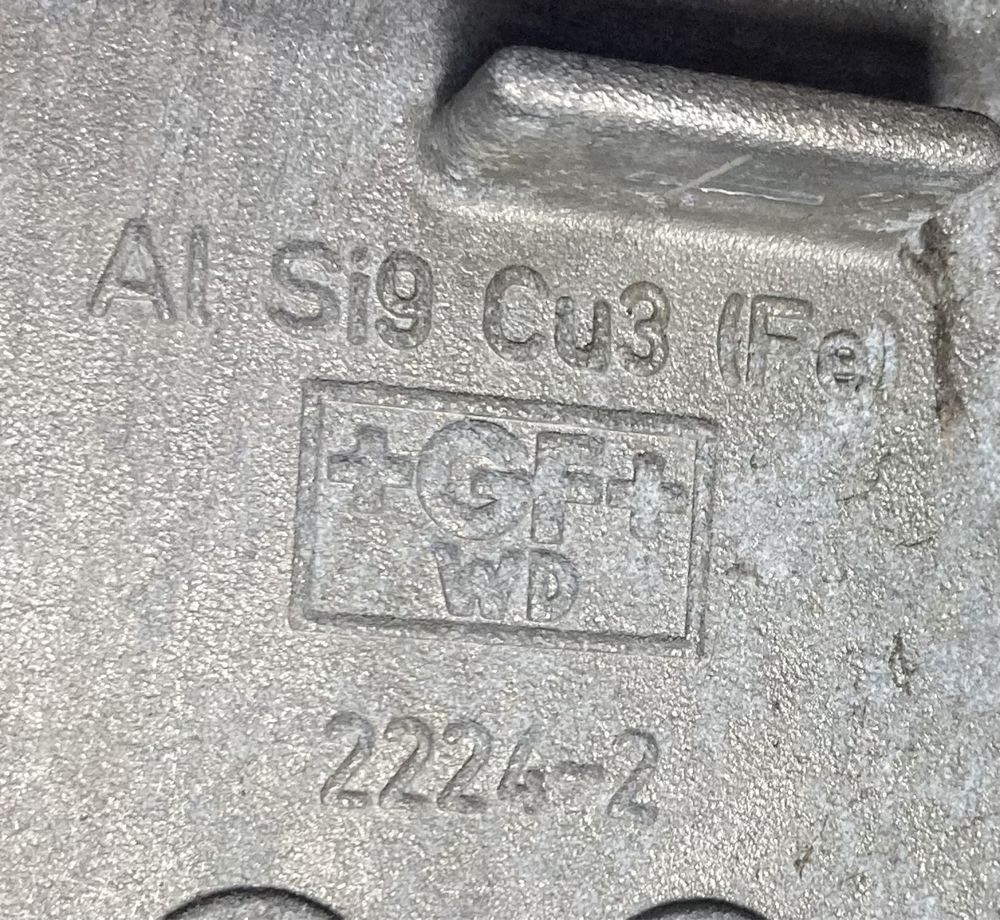 Al Si9 Cu3 (Fe)
+GF+
WD
2224-2